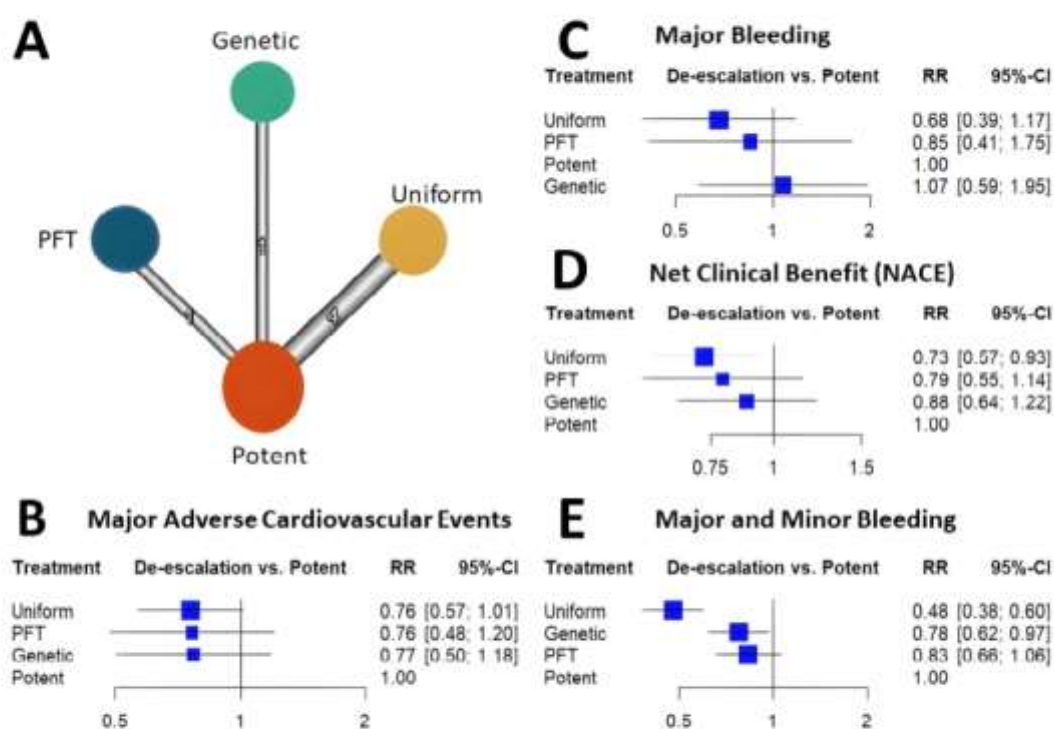 A
Genetic
PFT
Uniform
4
Potent
B Major Adverse Cardiovascular Events
Treatment De-escalation vs. Potent RR 95%-CI
Uniform 0.76 [0.57; 1.01]
PFT 0.76 [0.48; 1.20]
Genetic 0.77 [0.50; 1.18]
Potent 1.00
0.5 1 2
C Major Bleeding
Treatment De-escalation vs. Potent RR 95%-CI
Uniform 0.68 [0.39; 1.17]
PFT 0.85 [0.41; 1.75]
Potent 1.00
Genetic 1.07 [0.59; 1.95]
0.5 1 2
D Net Clinical Benefit (NACE)
Treatment De-escalation vs. Potent RR 95%-CI
Uniform 0.73 [0.57; 0.93]
PFT 0.79 [0.55; 1.14]
Genetic 0.88 [0.64; 1.22]
Potent 1.00
0.75 1 1.5
E Major and Minor Bleeding
Treatment De-escalation vs. Potent RR 95%-CI
Uniform 0.48 [0.38; 0.60]
Genetic 0.78 [0.62; 0.97]
PFT 0.83 [0.66; 1.06]
Potent 1.00
0.5 1 2